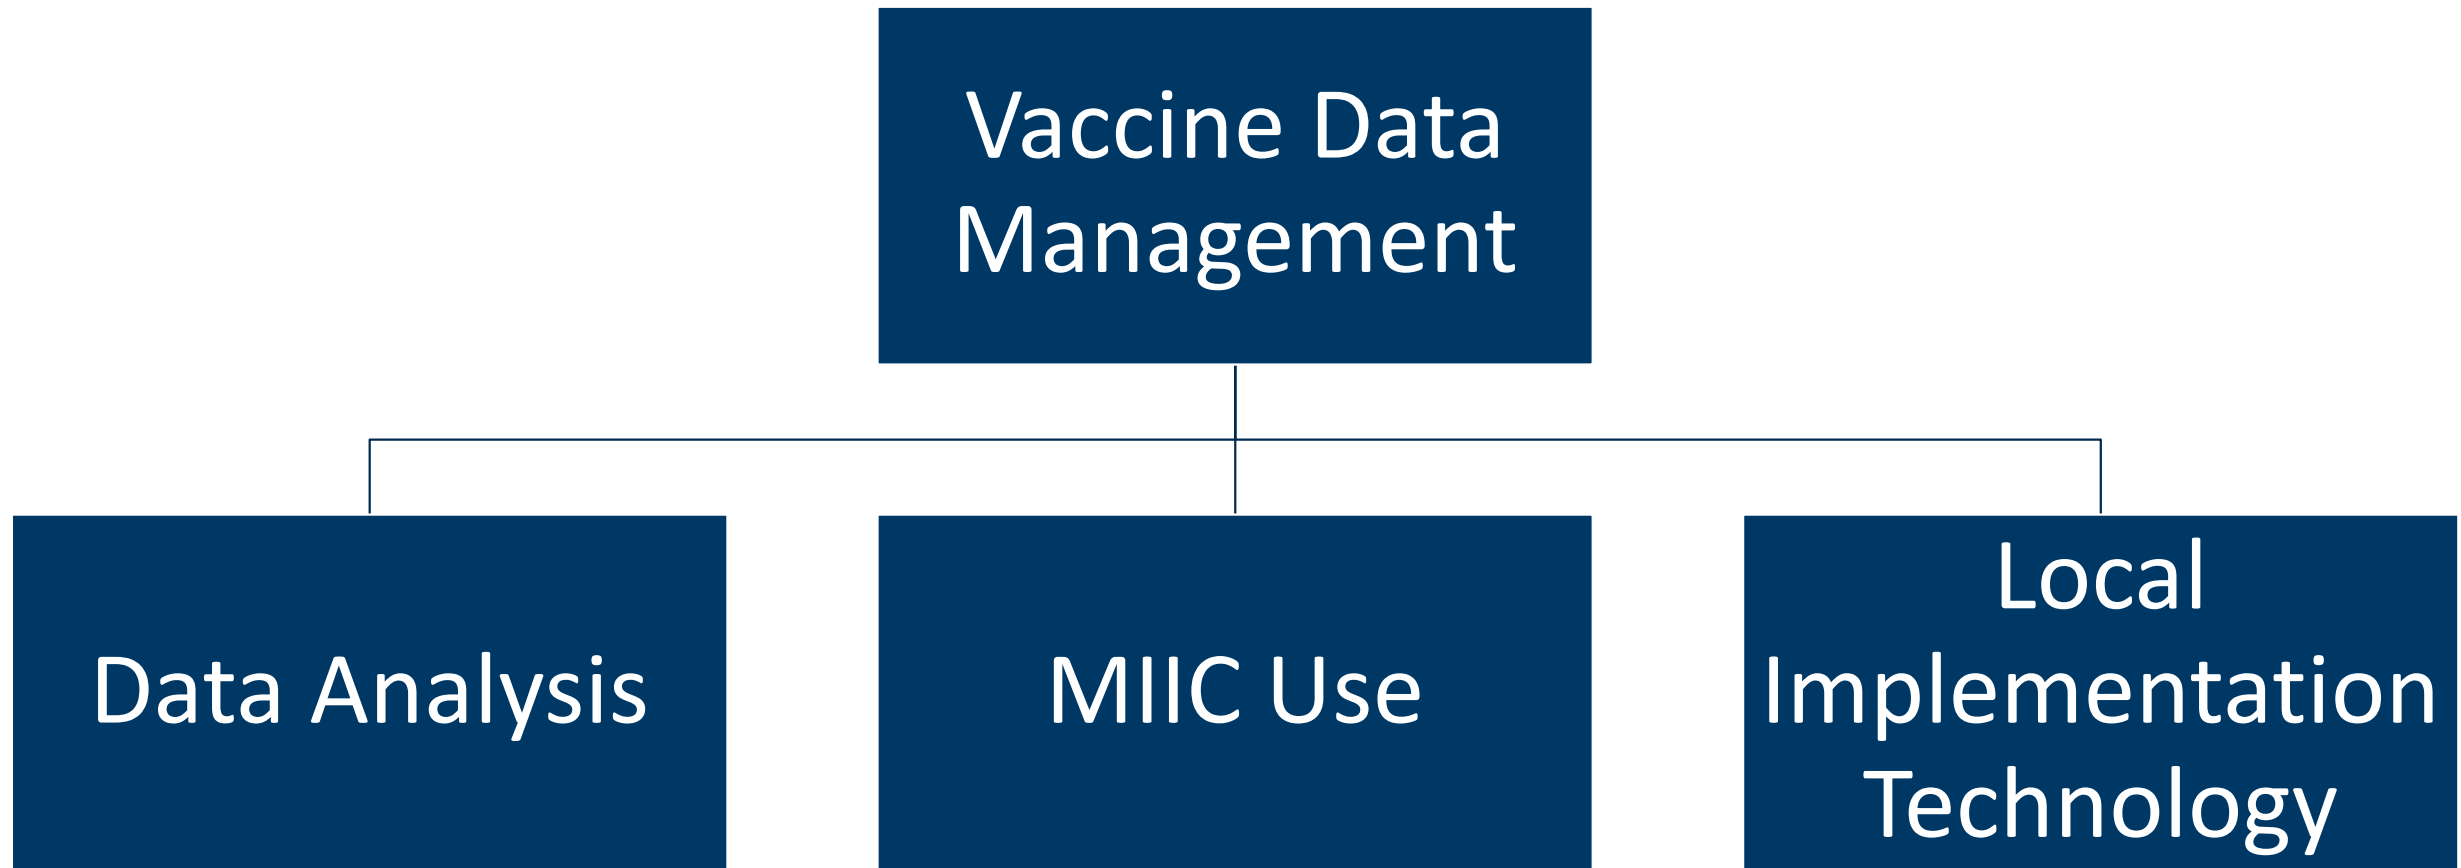 Vaccine Data
Management
Data Analysis
MIIC Use
Local
Implementation
Technology